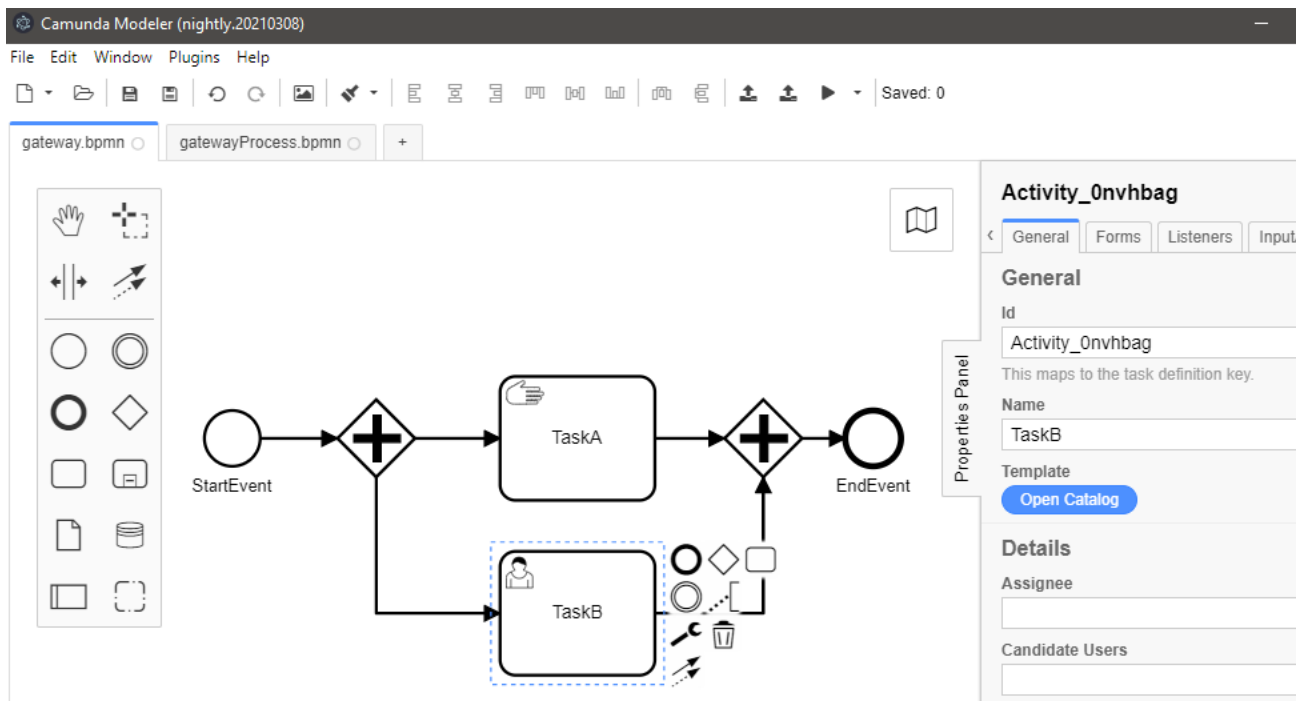 Camunda Modeler (nightly.20210308)
File Edit Window Plugins Help
Saved: 0
gateway.bpmn
gatewayProcess.bpmn
+
StartEvent
TaskA
EndEvent
TaskB
Properties Panel
Activity_0nvhbag
General Forms Listeners Input
General
Id
Activity_0nvhbag
This maps to the task definition key.
Name
TaskB
Template
Open Catalog
Details
Assignee
Candidate Users